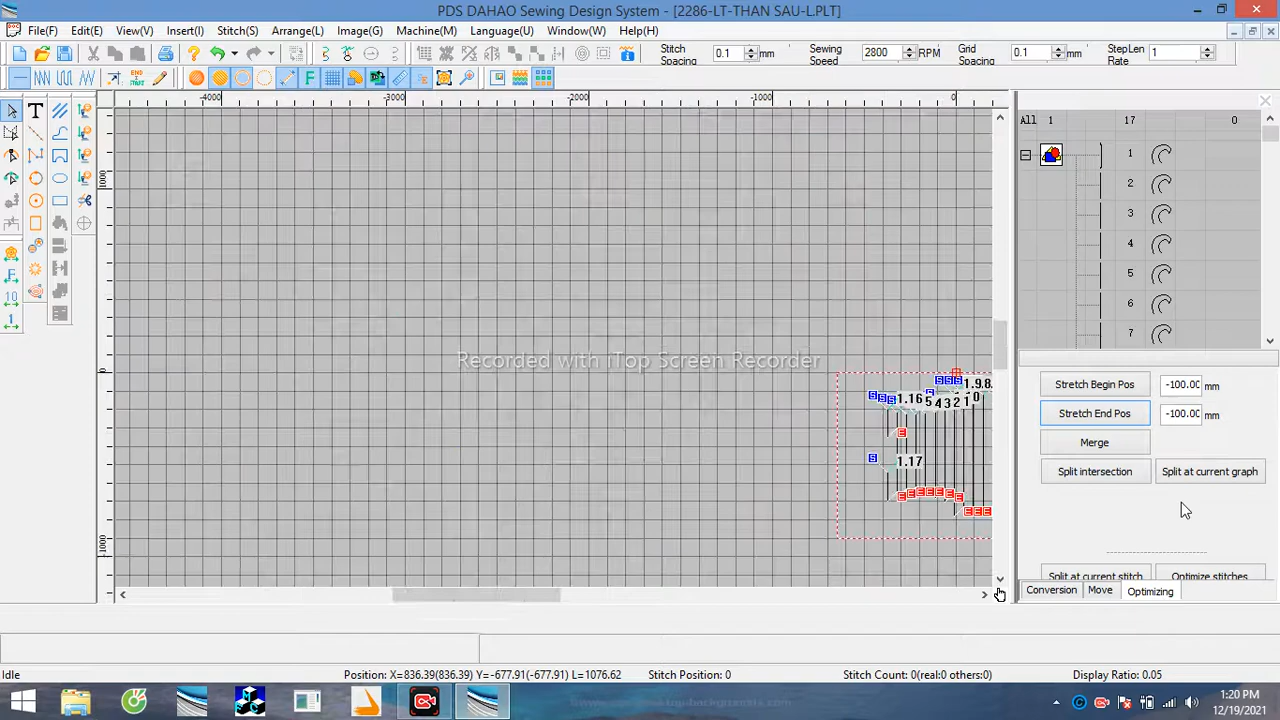 PDS DAHAO Sewing Design System - [2286-LT-THAN SAU-L.PLT]
File(F) Edit(E) View(V) Insert(I) Stitch(S) Arrange(L) Image(G) Machine(M) Language(U) Window(W) Help(H)
Stitch Spacing 0.1 mm Sewing Speed 2800 RPM Grid Spacing 0.1 mm StepLen Rate 1
-4000 -3000 -2000 -1000 0
All 1 17 0
1
2
3
4
5
6
7
1000
0
-1000
Recorded with iTop Screen Recorder
S S S 1.9.8.
S S S 1.16 5 4 3 2 1 0
E
S 1.17
E E E E E E E
E E E
Stretch Begin Pos -100.00 mm
Stretch End Pos -100.00 mm
Merge
Split intersection Split at current graph
Split at current stitch Optimize stitches
Conversion Move Optimizing
Idle Position: X=836.39(836.39) Y=-677.91(-677.91) L=1076.62 Stitch Position: 0 Stitch Count: 0(real:0 others:0) Display Ratio: 0.05
1:20 PM
12/19/2021